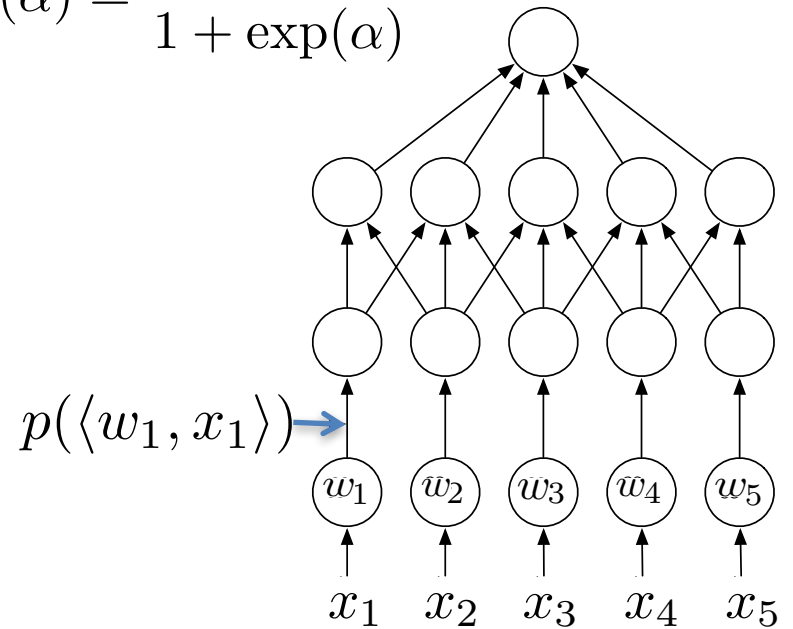 (α) =
1 + exp(α)
p(⟨w₁, x₁⟩)
w₁ w₂ w₃ w₄ w₅
x₁ x₂ x₃ x₄ x₅